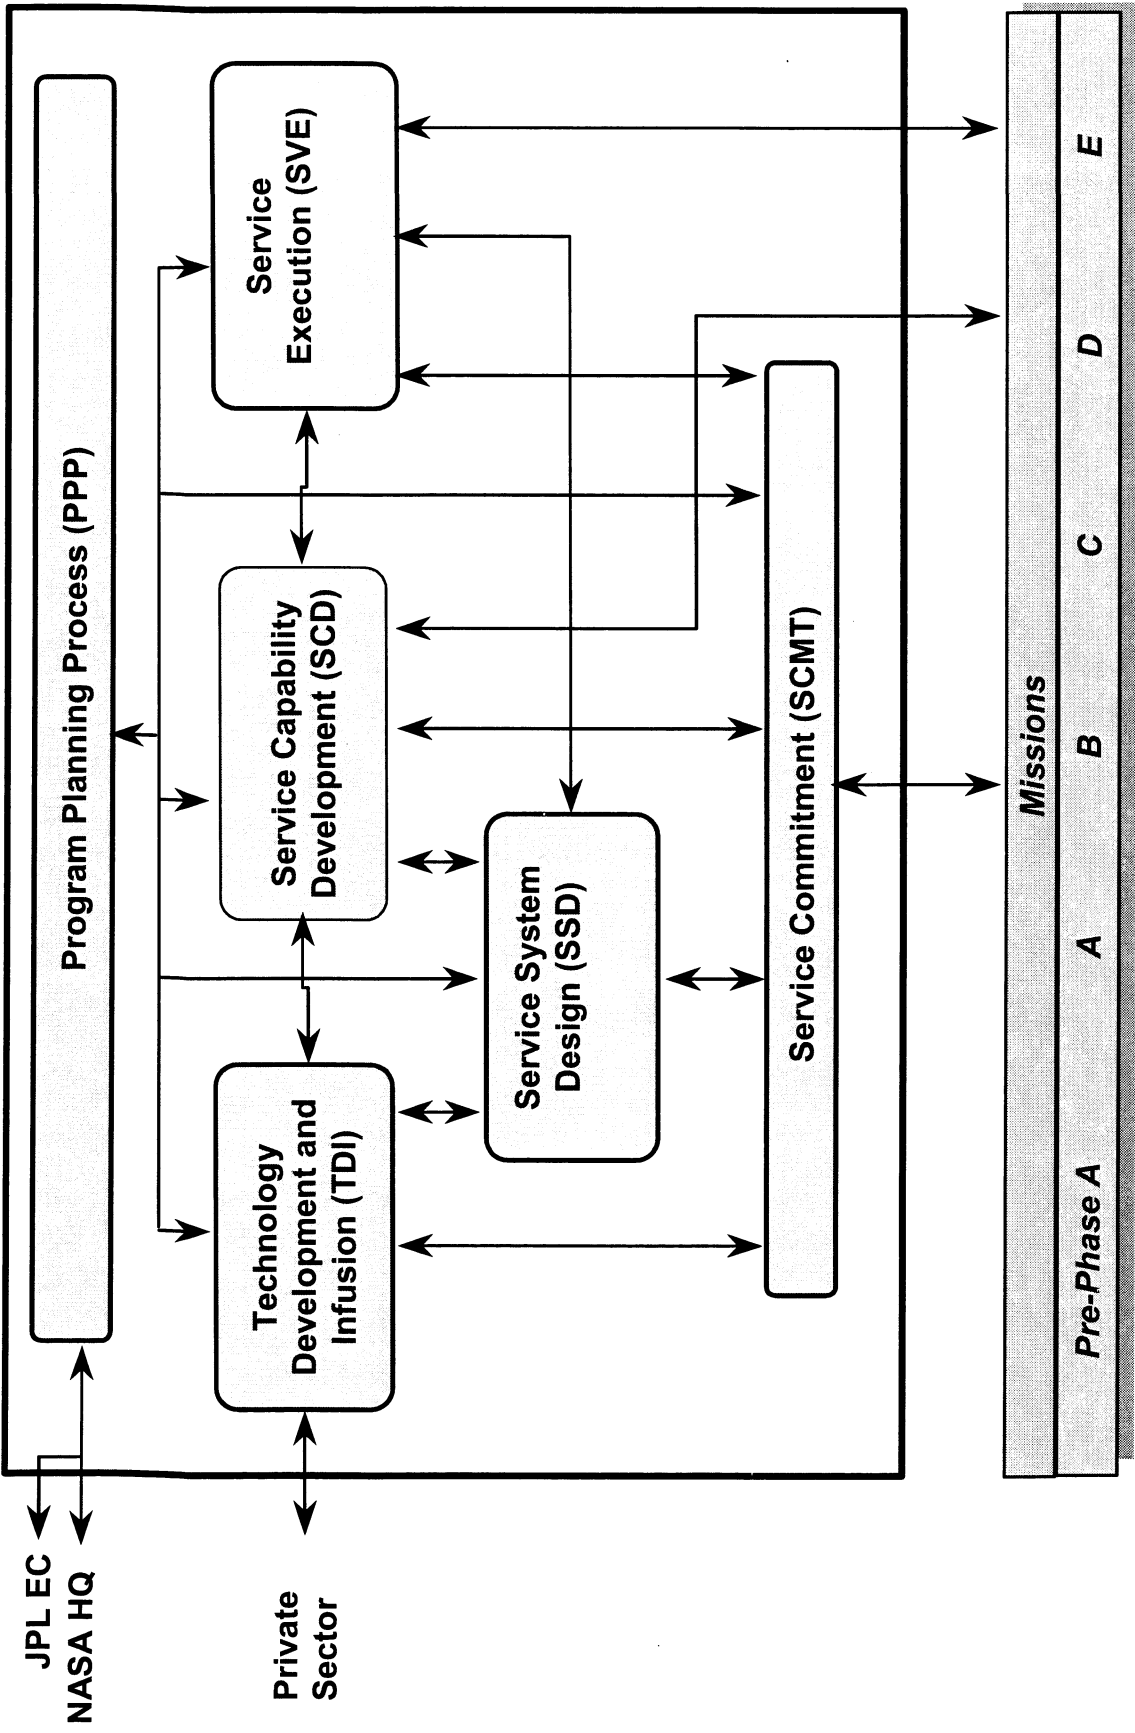 JPL EC
NASA HQ
Program Planning Process (PPP)
Private
Sector
Technology
Development and
Infusion (TDI)
Service Capability
Development (SCD)
Service
Execution (SVE)
Service System
Design (SSD)
Service Commitment (SCMT)
Missions
Pre-Phase A A B C D E